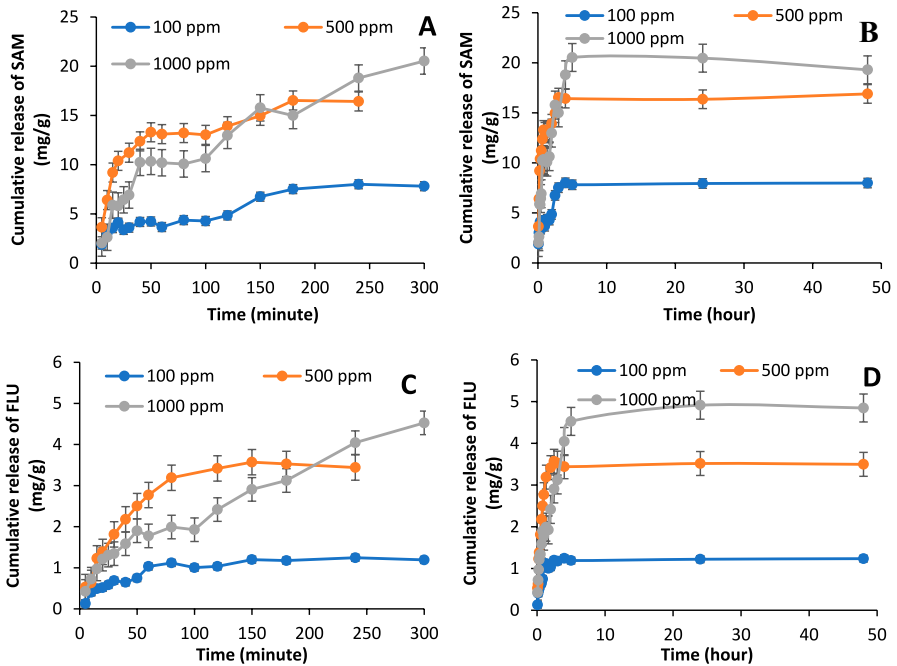 A
100 ppm
500 ppm
1000 ppm
Cumulative release of SAM
(mg/g)
25
20
15
10
5
0
0 50 100 150 200 250 300
Time (minute)
B
100 ppm
500 ppm
1000 ppm
Cumulative release of SAM
(mg/g)
25
20
15
10
5
0
0 10 20 30 40 50
Time (hour)
C
100 ppm
500 ppm
1000 ppm
Cumulative release of FLU
(mg/g)
6
5
4
3
2
1
0
0 50 100 150 200 250 300
Time (minute)
D
100 ppm
500 ppm
1000 ppm
Cumulative release of FLU
(mg/g)
6
5
4
3
2
1
0
0 10 20 30 40 50
Time (hour)